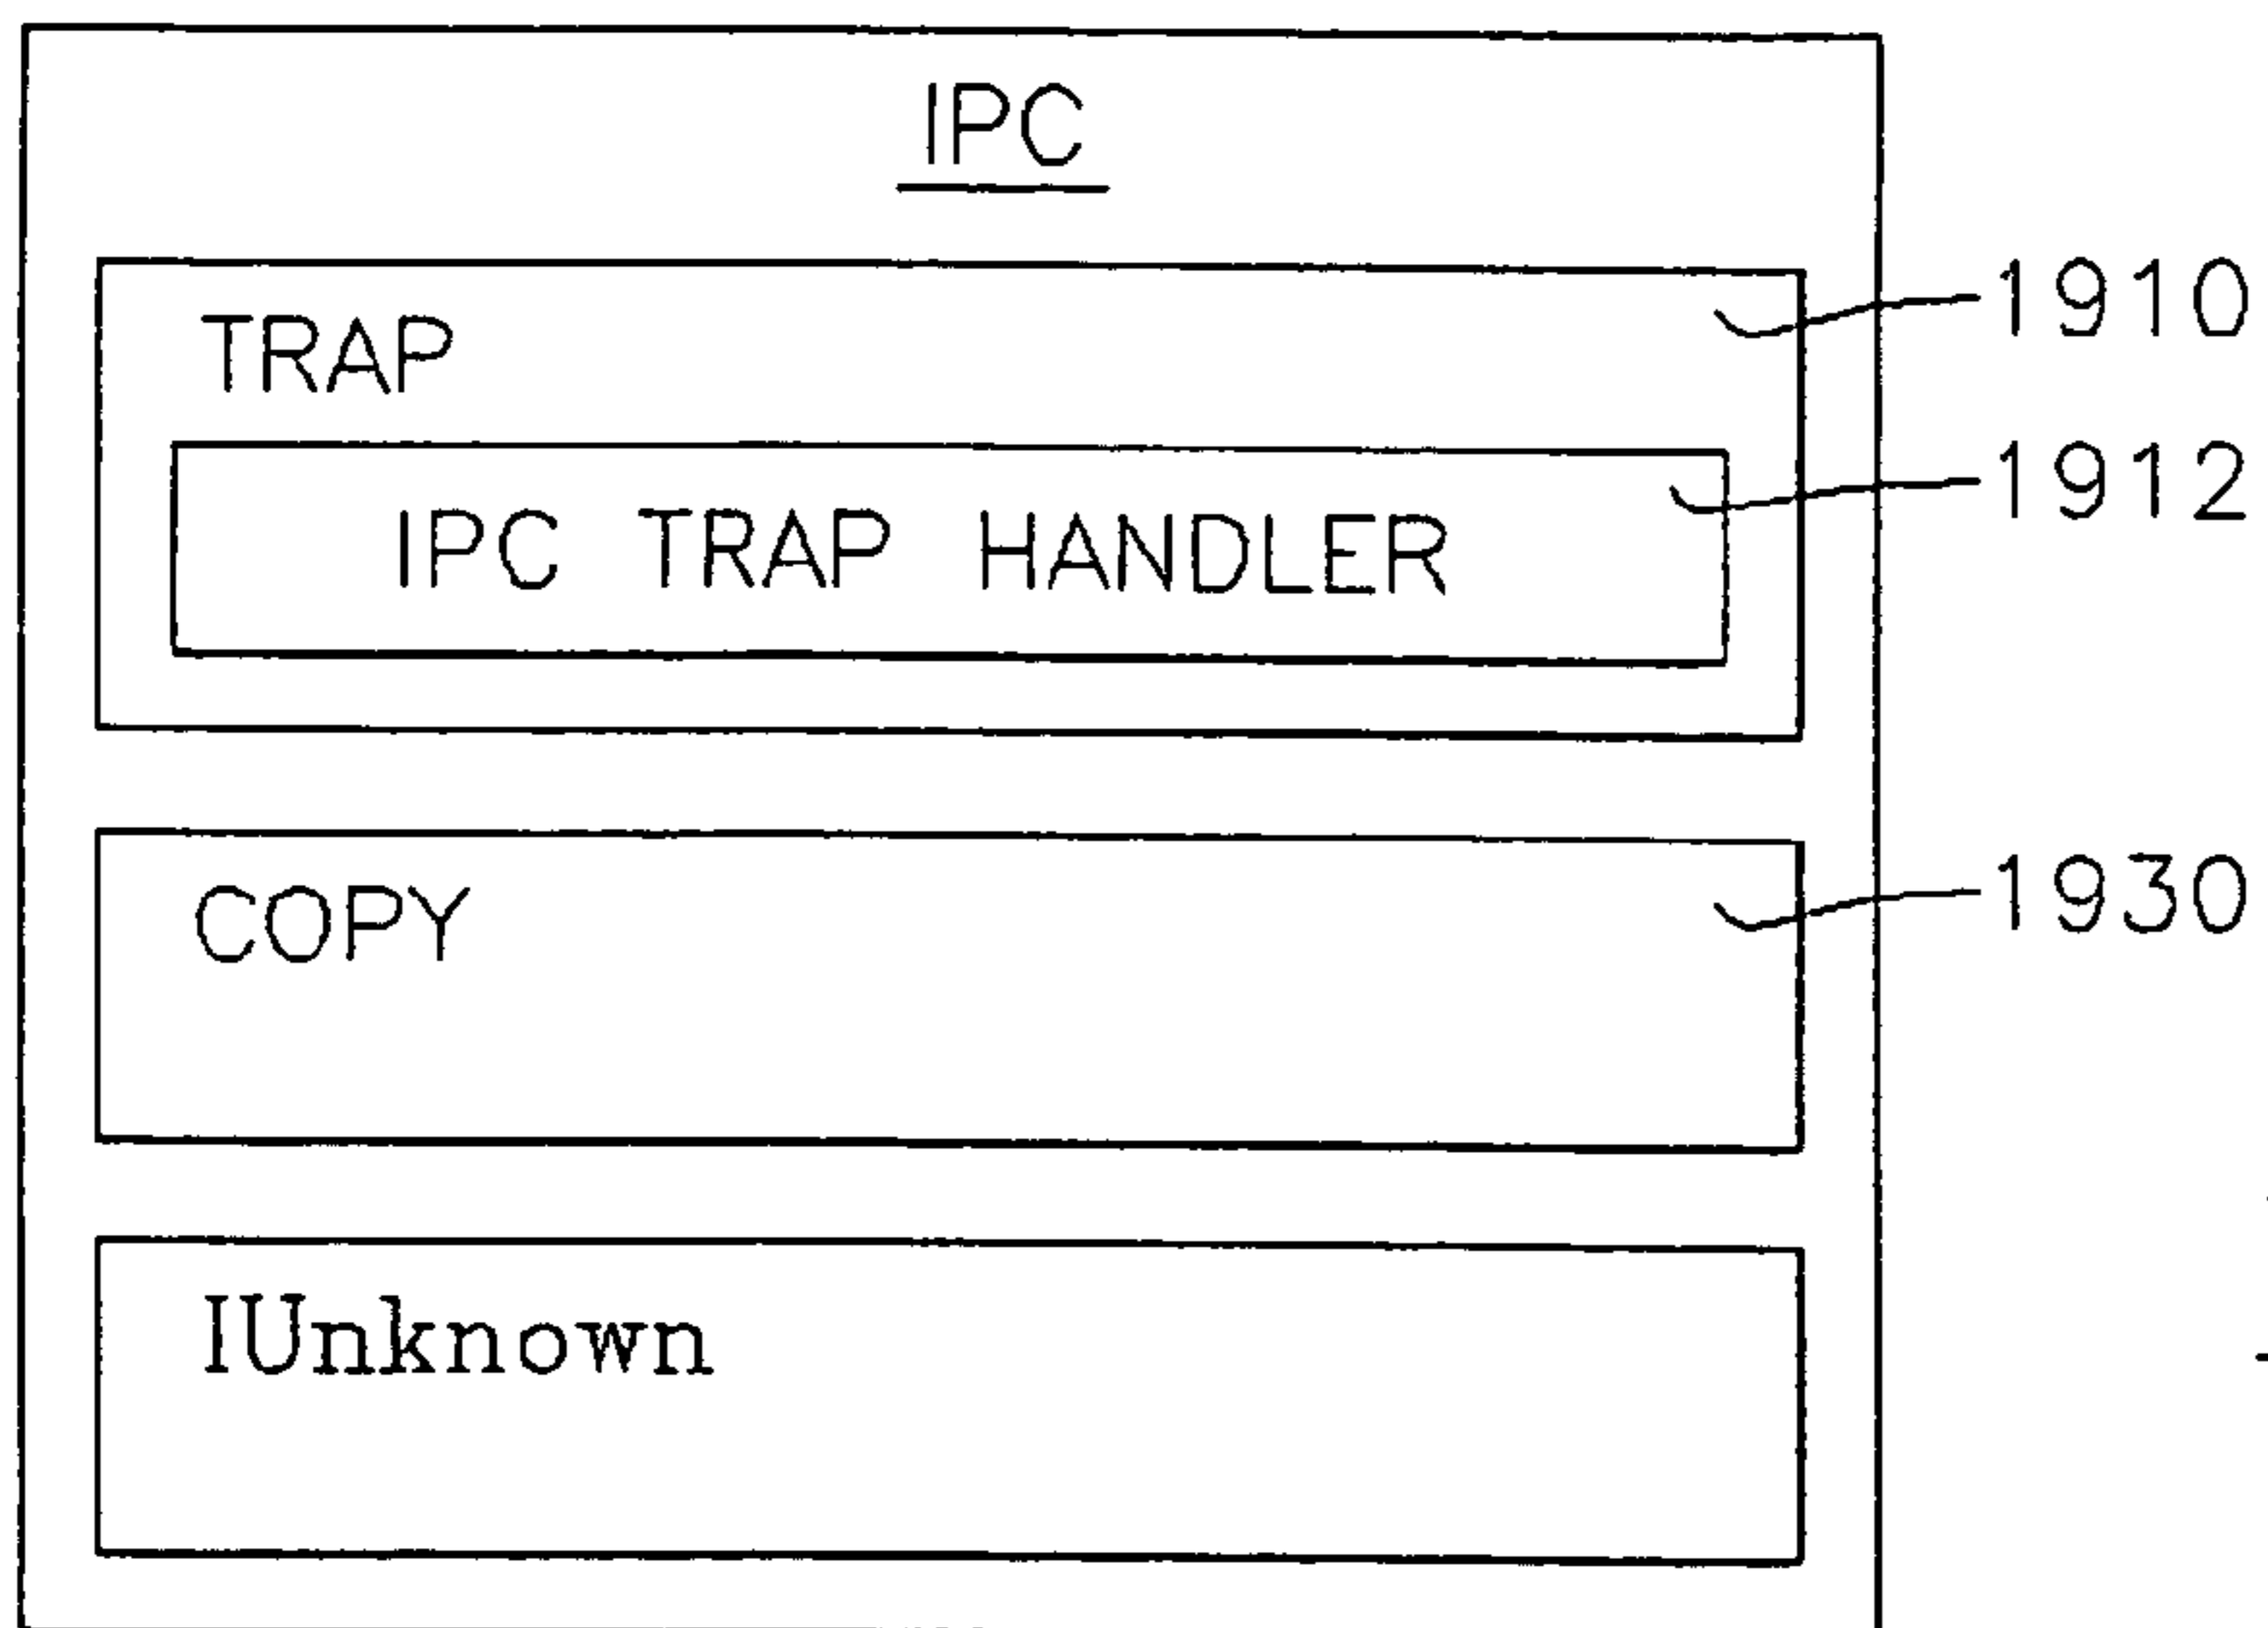 IPC
TRAP
1910
IPC TRAP HANDLER
1912
COPY
1930
IUnknown